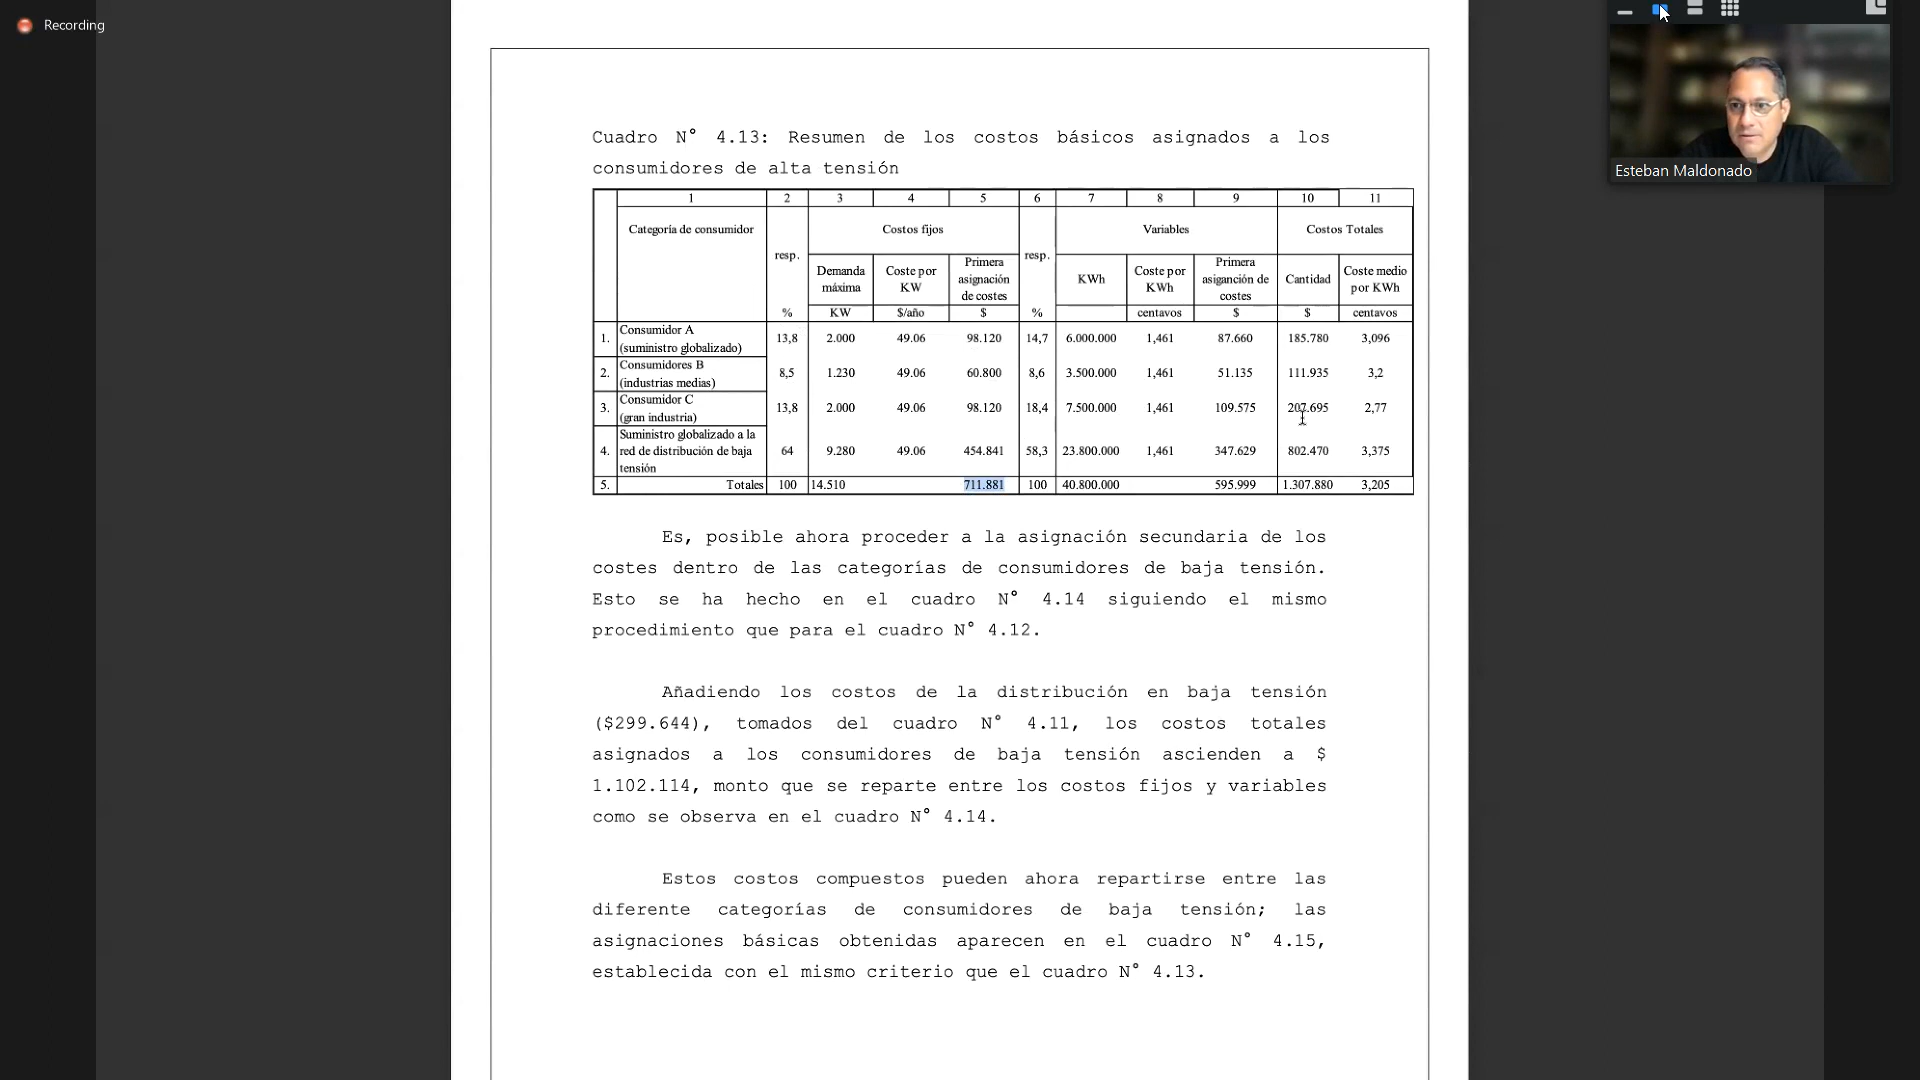 Recording
Esteban Maldonado
Cuadro N° 4.13: Resumen de los costos básicos asignados a los
consumidores de alta tensión
1 2 3 4 5 6 7 8 9 10 11
Categoría de consumidor resp. Costos fijos resp. Variables Costos Totales
Demanda máxima Coste por KW Primera asignación de costes KWh Coste por KWh Primera asigancIón de costes Cantidad Coste medio por KWh
% KW $/año $ % centavos $ $ centavos
1. Consumidor A (suministro globalizado) 13,8 2.000 49.06 98.120 14,7 6.000.000 1,461 87.660 185.780 3,096
2. Consumidores B (industrias medias) 8,5 1.230 49.06 60.800 8,6 3.500.000 1,461 51.135 111.935 3,2
3. Consumidor C (gran industria) 13,8 2.000 49.06 98.120 18,4 7.500.000 1,461 109.575 207.695 2,77
4. Suministro globalizado a la red de distribución de baja tensión 64 9.280 49.06 454.841 58,3 23.800.000 1,461 347.629 802.470 3,375
5. Totales 100 14.510 711.881 100 40.800.000 595.999 1.307.880 3,205
Es, posible ahora proceder a la asignación secundaria de los
costes dentro de las categorías de consumidores de baja tensión.
Esto se ha hecho en el cuadro N° 4.14 siguiendo el mismo
procedimiento que para el cuadro N° 4.12.
Añadiendo los costos de la distribución en baja tensión
($299.644), tomados del cuadro N° 4.11, los costos totales
asignados a los consumidores de baja tensión ascienden a $
1.102.114, monto que se reparte entre los costos fijos y variables
como se observa en el cuadro N° 4.14.
Estos costos compuestos pueden ahora repartirse entre las
diferente categorías de consumidores de baja tensión; las
asignaciones básicas obtenidas aparecen en el cuadro N° 4.15,
establecida con el mismo criterio que el cuadro N° 4.13.